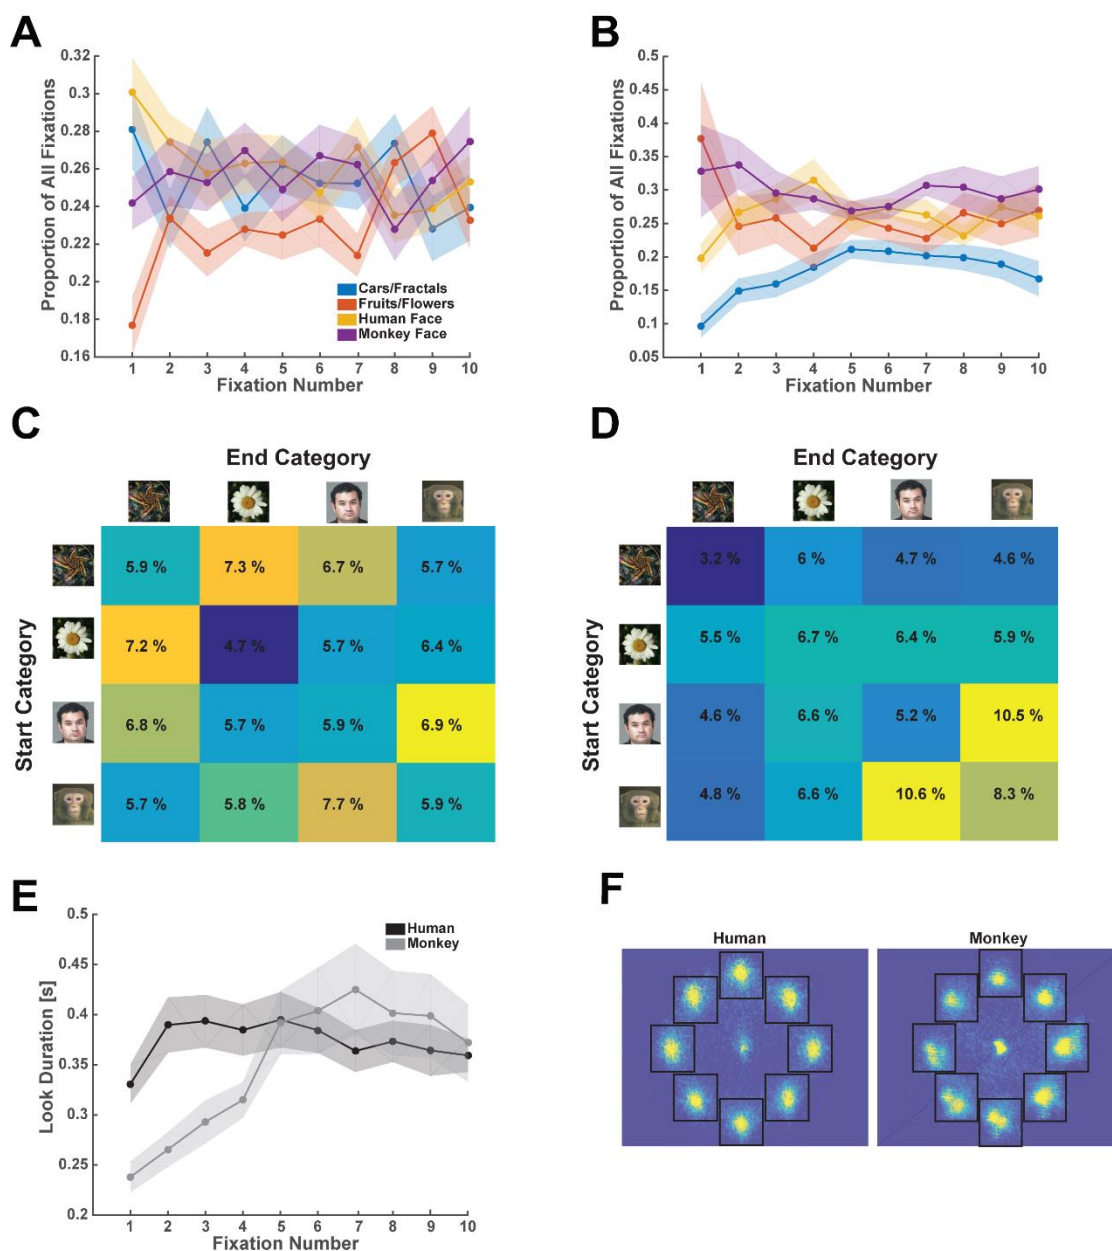 A
B
Proportion of All Fixations
0.32
0.3
0.28
0.26
0.24
0.22
0.2
0.18
0.16
Cars/Fractals
Fruits/Flowers
Human Face
Monkey Face
1 2 3 4 5 6 7 8 9 10
Fixation Number
Proportion of All Fixations
0.5
0.45
0.4
0.35
0.3
0.25
0.2
0.15
0.1
0.05
1 2 3 4 5 6 7 8 9 10
Fixation Number
C
End Category
Start Category
5.9 % 7.3 % 6.7 % 5.7 %
7.2 % 4.7 % 5.7 % 6.4 %
6.8 % 5.7 % 5.9 % 6.9 %
5.7 % 5.8 % 7.7 % 5.9 %
D
End Category
Start Category
3.2 % 6 % 4.7 % 4.6 %
5.5 % 6.7 % 6.4 % 5.9 %
4.6 % 6.6 % 5.2 % 10.5 %
4.8 % 6.6 % 10.6 % 8.3 %
E
Look Duration [s]
0.5
0.45
0.4
0.35
0.3
0.25
0.2
Human
Monkey
1 2 3 4 5 6 7 8 9 10
Fixation Number
F
Human
Monkey